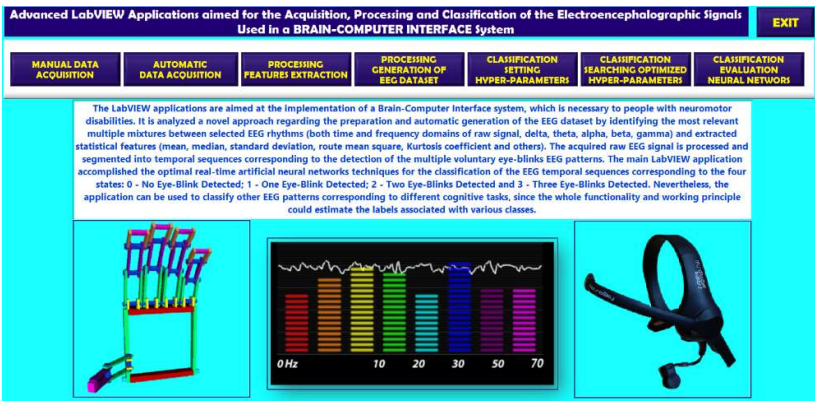 Advanced LabVIEW Applications aimed for the Acquisition, Processing and Classification of the Electroencephalographic Signals
Used in a BRAIN-COMPUTER INTERFACE System
EXIT
MANUAL DATA
ACQUISITION
AUTOMATIC
DATA ACQUSITION
PROCESSING
FEATURES EXTRACTION
PROCESSING
GENERATION OF
EEG DATASET
CLASSIFICATION
SETTING
HYPER-PARAMETERS
CLASSIFICATION
SEARCHING OPTIMIZED
HYPER-PARAMETERS
CLASSIFICATION
EVALUATION
NEURAL NETWORS
The LabVIEW applications are aimed at the implementation of a Brain-Computer Interface system, which is necessary to people with neuromotor
disabilities. It is analyzed a novel approach regarding the preparation and automatic generation of the EEG dataset by identifying the most relevant
multiple mixtures between selected EEG rhythms (both time and frequency domains of raw signal, delta, theta, alpha, beta, gamma) and extracted
statistical features (mean, median, standard deviation, route mean square, Kurtosis coefficient and others). The acquired raw EEG signal is processed and
segmented into temporal sequences corresponding to the detection of the multiple voluntary eye-blinks EEG patterns. The main LabVIEW application
accomplished the optimal real-time artificial neural networks techniques for the classification of the EEG temporal sequences corresponding to the four
states: 0 - No Eye-Blink Detected; 1 - One Eye-Blink Detected; 2 - Two Eye-Blinks Detected and 3 - Three Eye-Blinks Detected. Nevertheless, the
application can be used to classify other EEG patterns corresponding to different cognitive tasks, since the whole functionality and working principle
could estimate the labels associated with various classes.
0 Hz 10 20 30 50 70